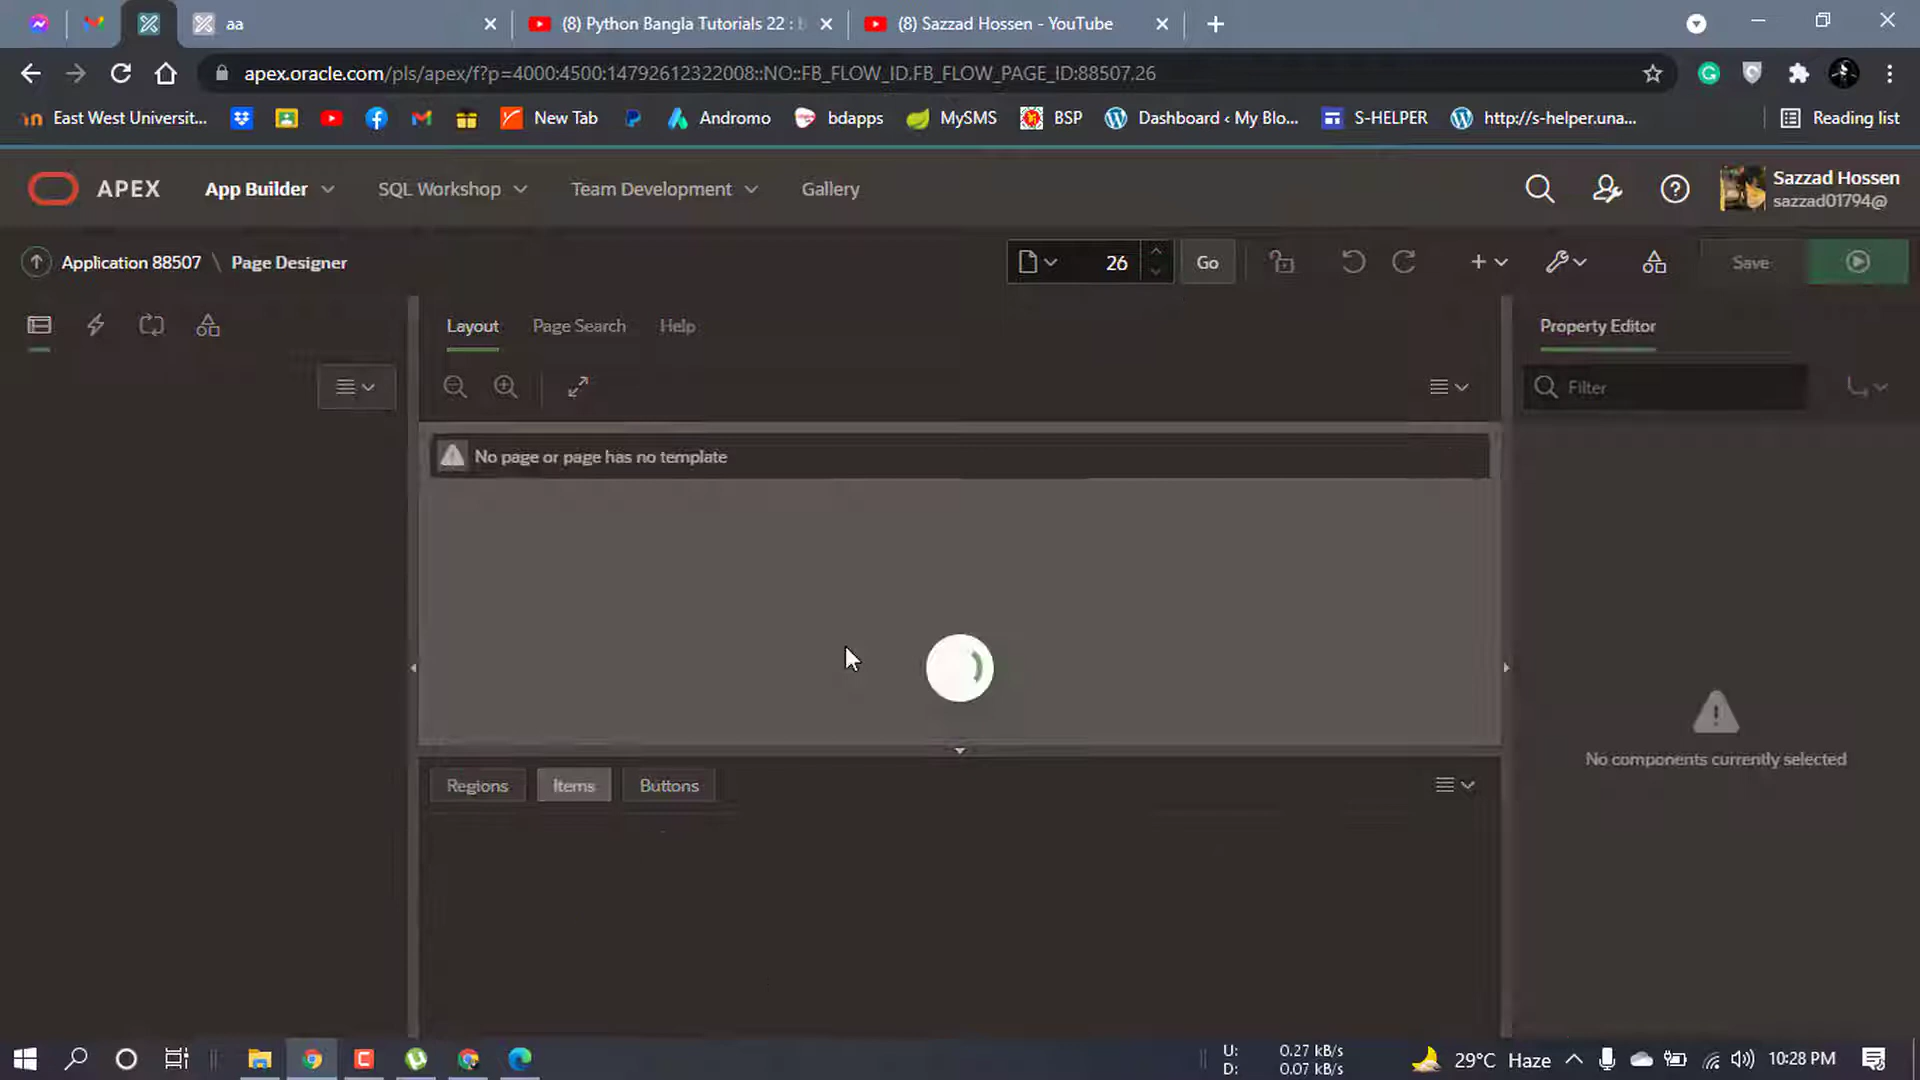 aa
(8) Python Bangla Tutorials 22 :
(8) Sazzad Hossen - YouTube
apex.oracle.com/pls/apex/f?p=4000:4500:14792612322008::NO::FB_FLOW_ID.FB_FLOW_PAGE_ID:88507.26
East West Universit...
New Tab
Andromo
bdapps
MySMS
BSP
Dashboard ‹ My Blo...
S-HELPER
http://s-helper.una...
Reading list
APEX
App Builder
SQL Workshop
Team Development
Gallery
Sazzad Hossen
sazzad01794@
Application 88507 \ Page Designer
26
Go
Save
Layout
Page Search
Help
Property Editor
Filter
No page or page has no template
No components currently selected
Regions
Items
Buttons
U: 0.27 kB/s
D: 0.07 kB/s
29°C Haze
10:28 PM